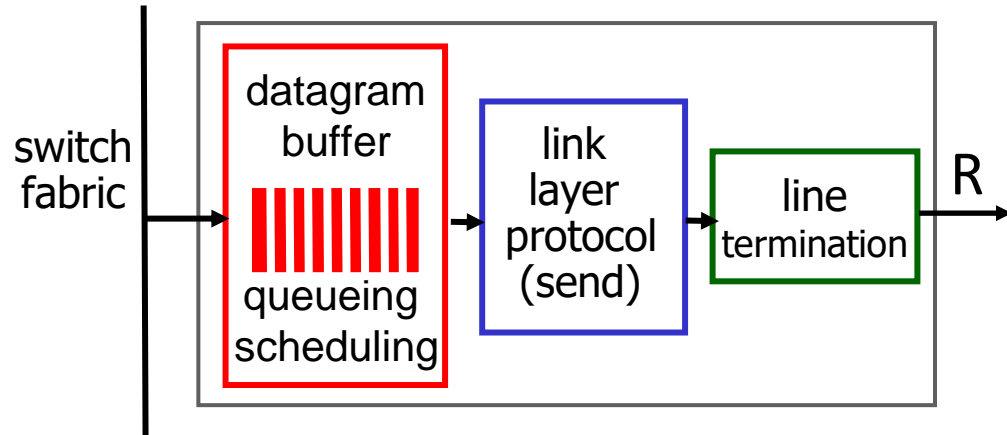 switch
fabric
datagram
buffer
queueing
scheduling
link
layer
protocol
(send)
line
termination
R